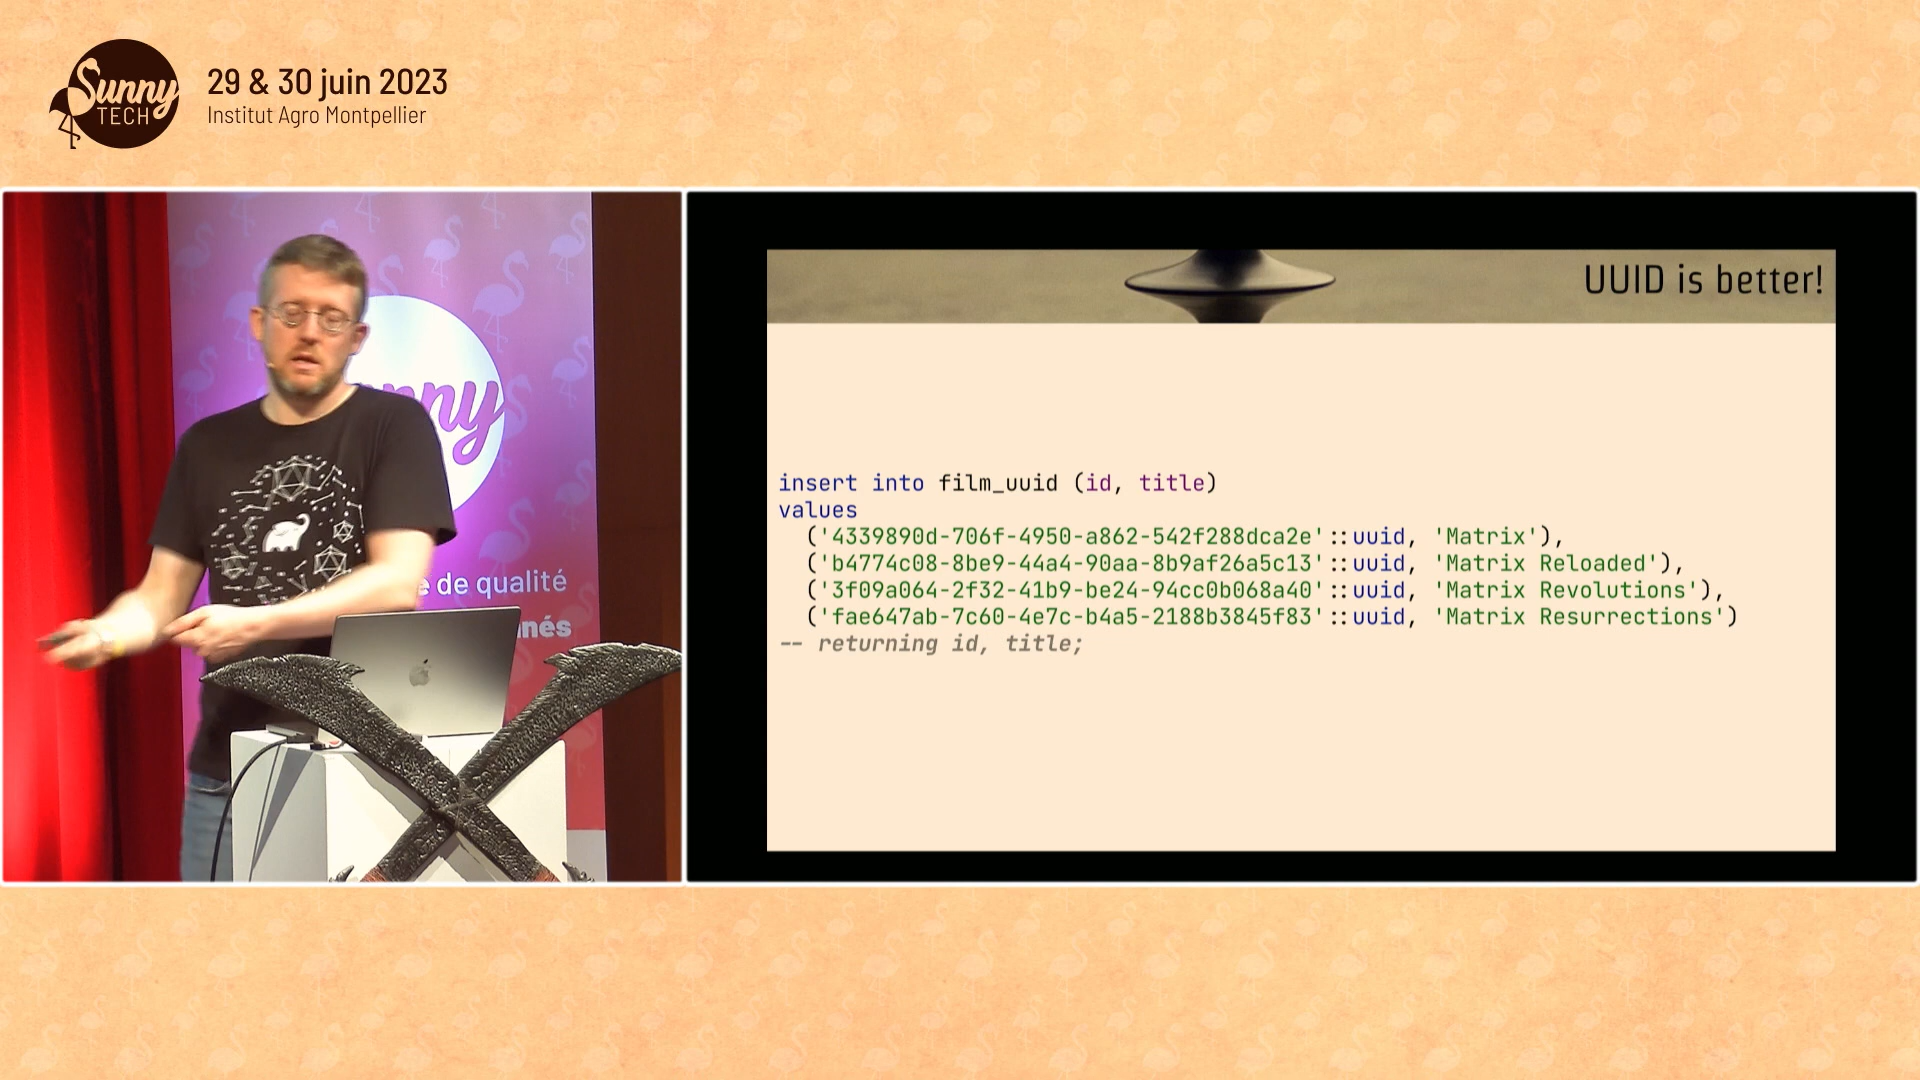 Sunny
TECH
29 & 30 juin 2023
Institut Agro Montpellier
nny
e de qualité
nés
UUID is better!
insert into film_uuid (id, title)
values
('4339890d-706f-4950-a862-542f288dca2e'::uuid, 'Matrix'),
('b4774c08-8be9-44a4-90aa-8b9af26a5c13'::uuid, 'Matrix Reloaded'),
('3f09a064-2f32-41b9-be24-94cc0b068a40'::uuid, 'Matrix Revolutions'),
('fae647ab-7c60-4e7c-b4a5-2188b3845f83'::uuid, 'Matrix Resurrections')
-- returning id, title;